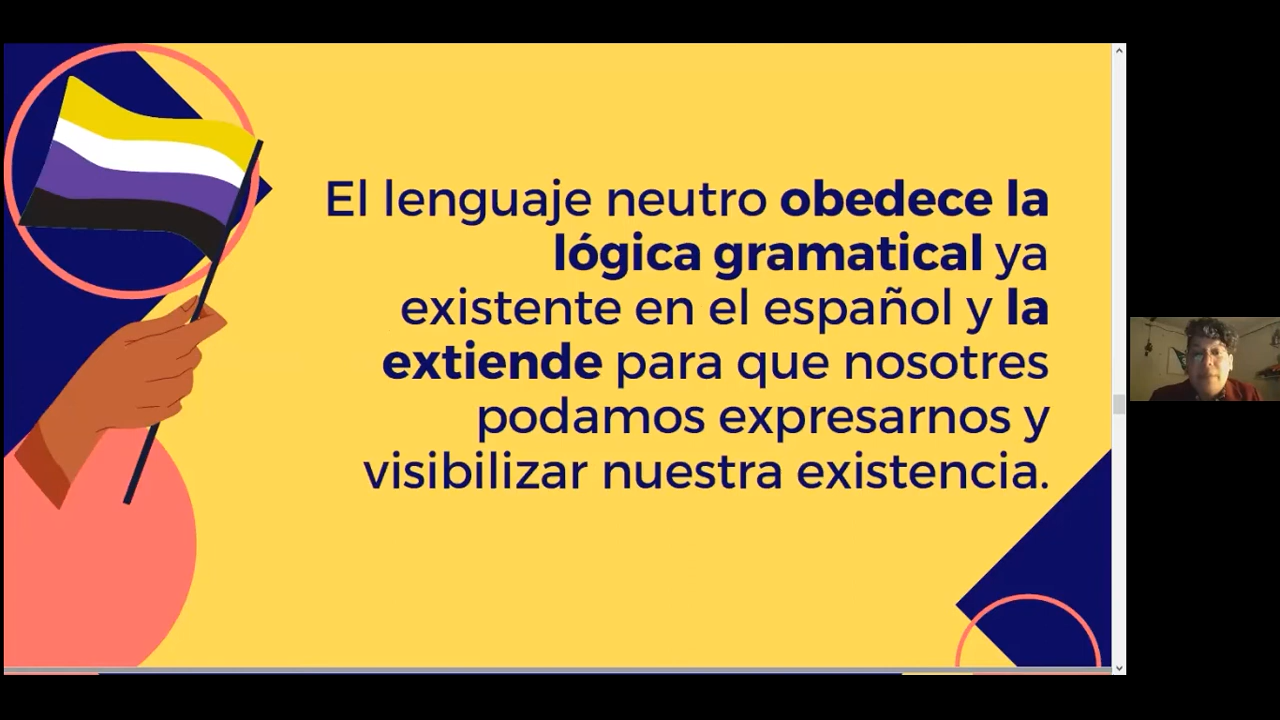 El lenguaje neutro obedece la
lógica gramatical ya
existente en el español y la
extiende para que nosotres
podamos expresarnos y
visibilizar nuestra existencia.